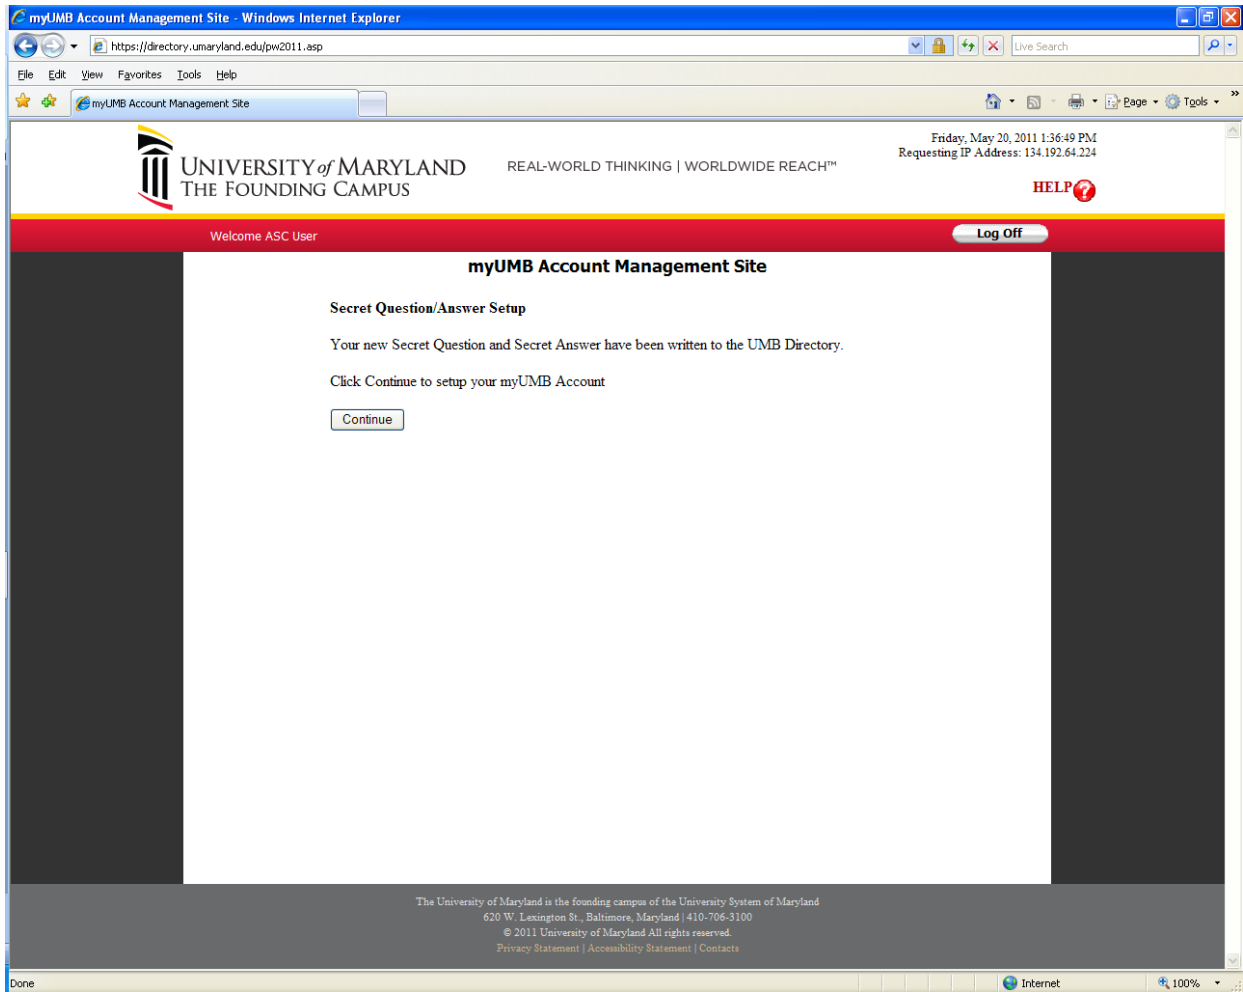 myUMB Account Management Site - Windows Internet Explorer
https://directory.umaryland.edu/pw2011.asp
Live Search
File Edit View Favorites Tools Help
myUMB Account Management Site
Page Tools »
Friday, May 20, 2011 1:36:49 PM
Requesting IP Address: 134.192.64.224
UNIVERSITY of MARYLAND
THE FOUNDING CAMPUS
REAL-WORLD THINKING | WORLDWIDE REACH™
HELP ?
Welcome ASC User
Log Off
myUMB Account Management Site
Secret Question/Answer Setup
Your new Secret Question and Secret Answer have been written to the UMB Directory.
Click Continue to setup your myUMB Account
Continue
The University of Maryland is the founding campus of the University System of Maryland
620 W. Lexington St., Baltimore, Maryland | 410-706-3100
© 2011 University of Maryland All rights reserved.
Privacy Statement | Accessibility Statement | Contacts
Done
Internet
100%